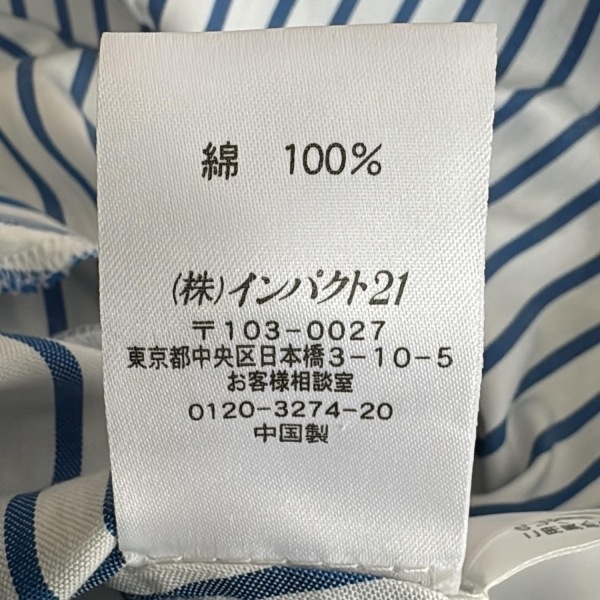 綿 100%
(株)インパクト21
〒103-0027
東京都中央区日本橋3-10-5
お客様相談室
0120-3274-20
中国製